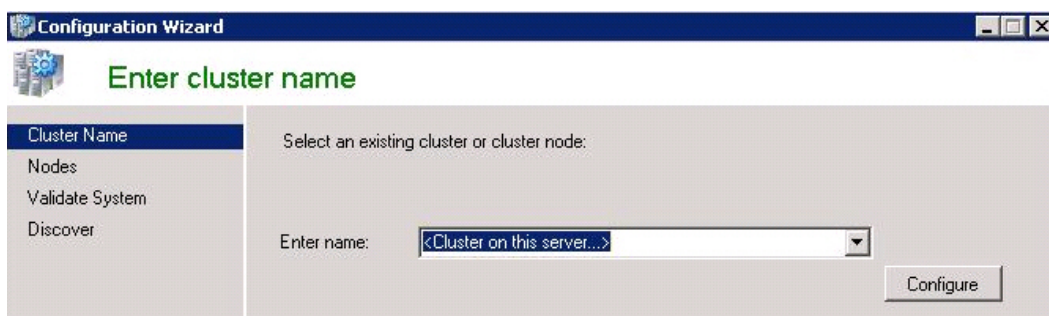 Configuration Wizard
Enter cluster name
Cluster Name
Nodes
Validate System
Discover
Select an existing cluster or cluster node:
Enter name: <Cluster on this server...>
Configure